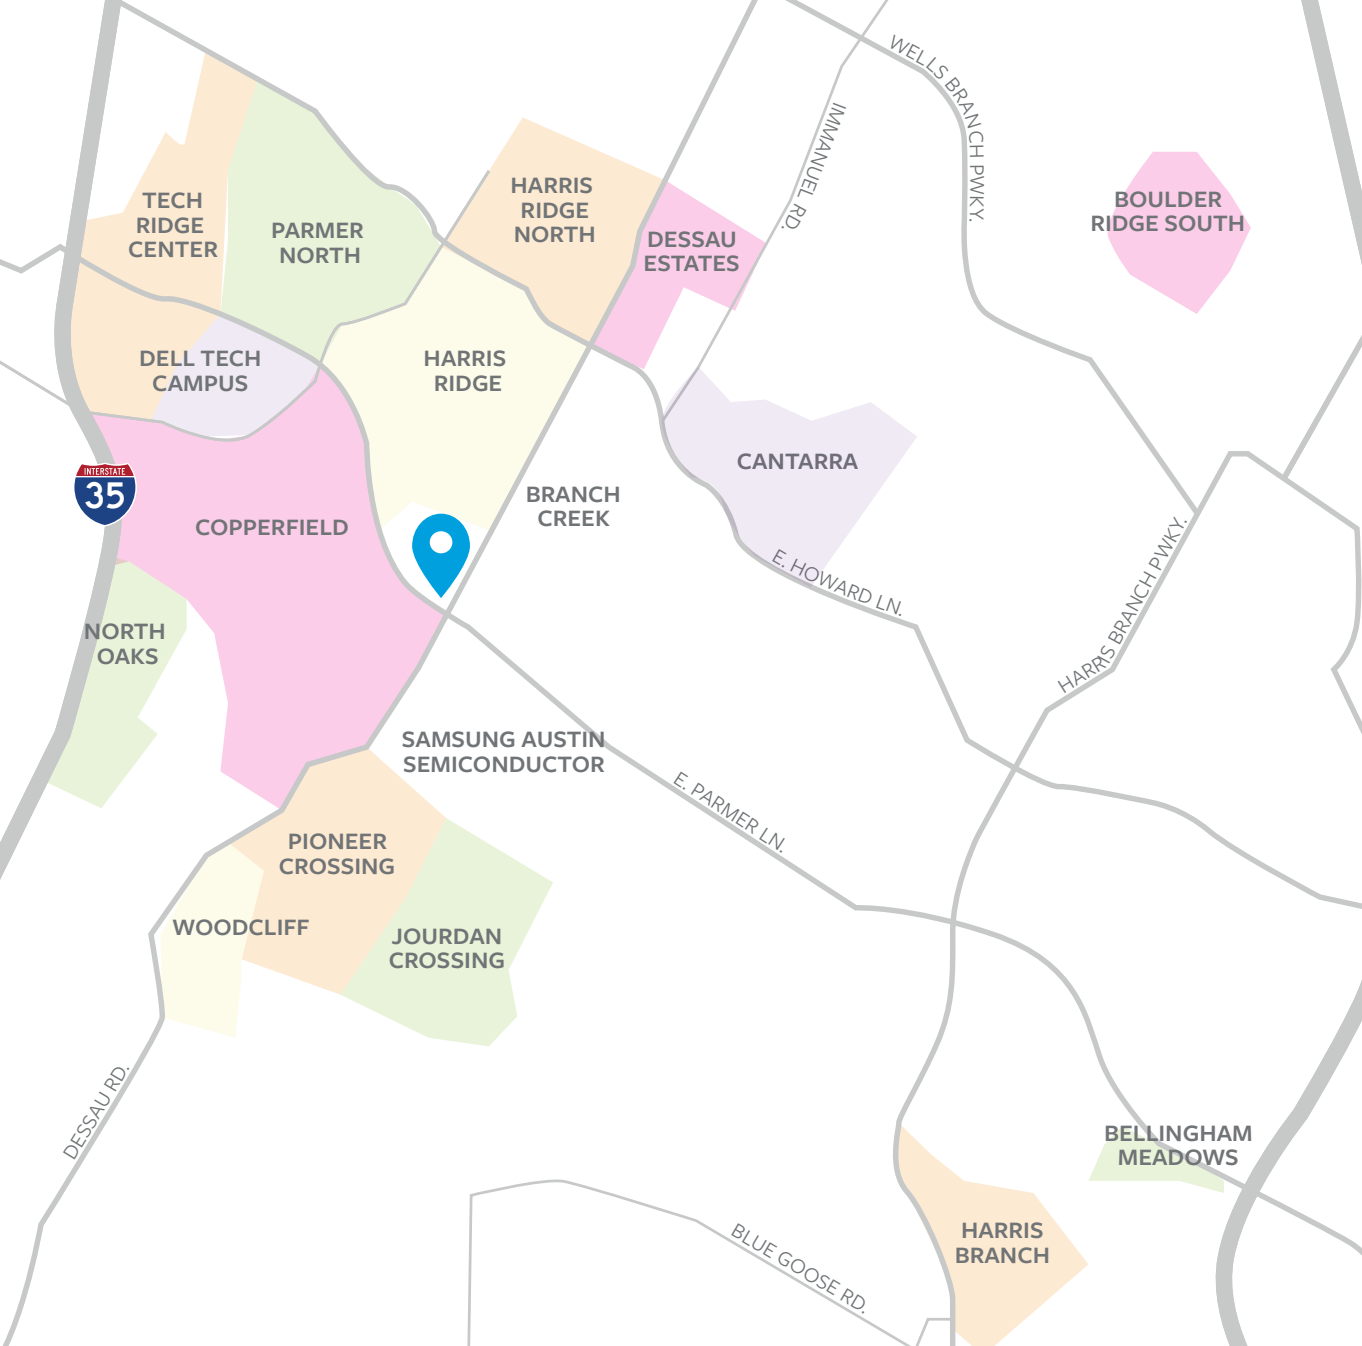 WELLS BRANCH PWKY.
IMMANUEL RD.
TECH
RIDGE
CENTER
PARMER
NORTH
HARRIS
RIDGE
NORTH
DESSAU
ESTATES
BOULDER
RIDGE SOUTH
DELL TECH
CAMPUS
HARRIS
RIDGE
CANTARRA
INTERSTATE
35
COPPERFIELD
BRANCH
CREEK
E. HOWARD LN.
HARRIS BRANCH PWKY.
NORTH
OAKS
SAMSUNG AUSTIN
SEMICONDUCTOR
E. PARMER LN.
PIONEER
CROSSING
WOODCLIFF
JOURDAN
CROSSING
DESSAU RD.
BELLINGHAM
MEADOWS
HARRIS
BRANCH
BLUE GOOSE RD.